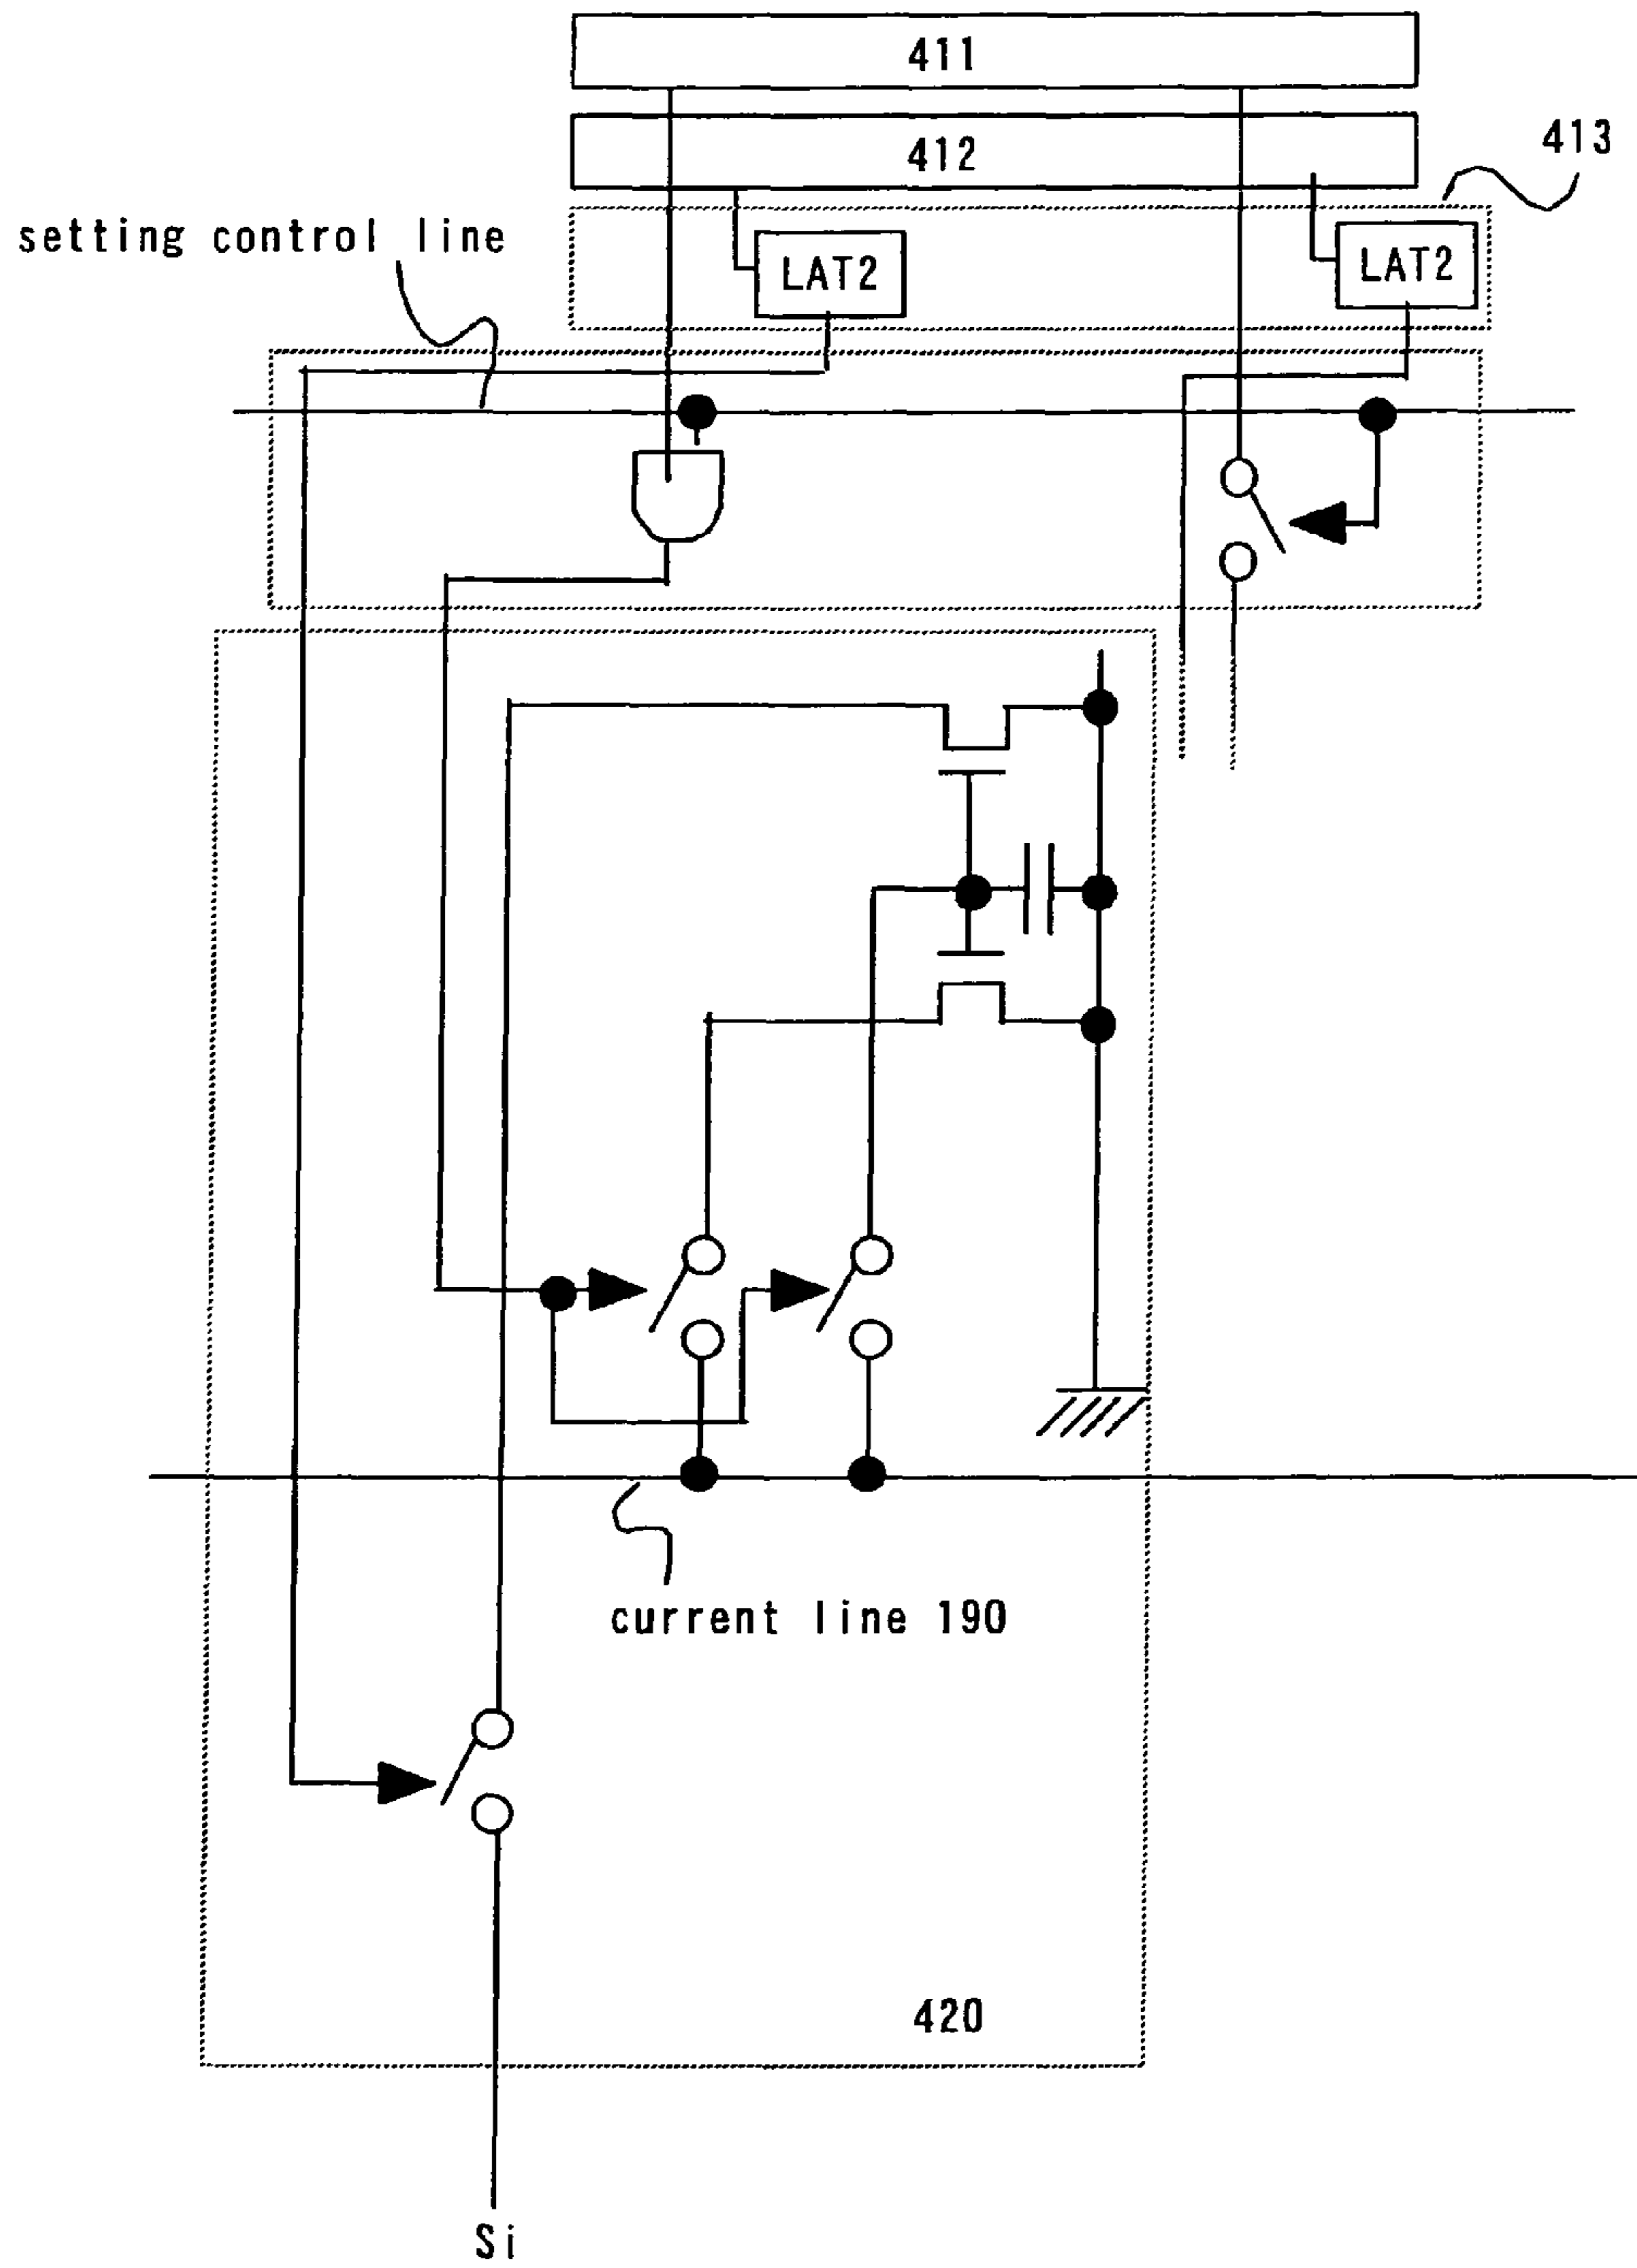 411
412
413
setting control line
LAT2
LAT2
current line 190
420
Si